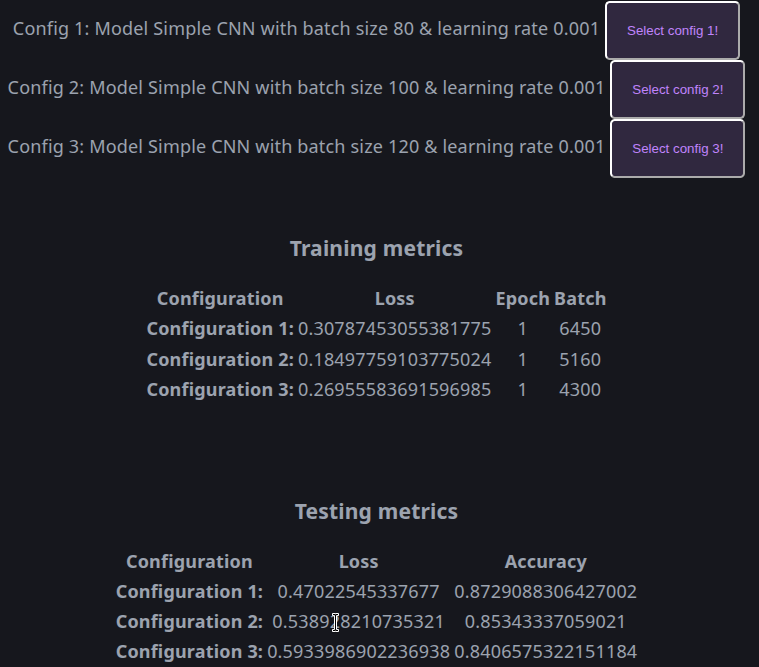 Config 1: Model Simple CNN with batch size 80 & learning rate 0.001 Select config 1!
Config 2: Model Simple CNN with batch size 100 & learning rate 0.001 Select config 2!
Config 3: Model Simple CNN with batch size 120 & learning rate 0.001 Select config 3!
Training metrics
Configuration Loss Epoch Batch
Configuration 1: 0.30787453055381775 1 6450
Configuration 2: 0.18497759103775024 1 5160
Configuration 3: 0.26955583691596985 1 4300
Testing metrics
Configuration Loss Accuracy
Configuration 1: 0.47022545337677 0.8729088306427002
Configuration 2: 0.85343337059021
Configuration 3: 0.5933986902236938 0.8406575322151184